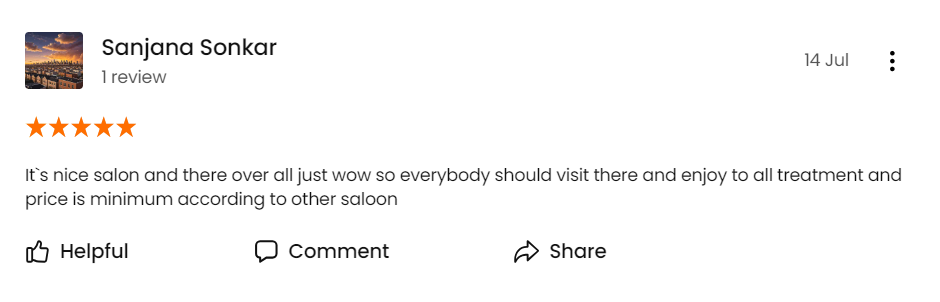 Sanjana Sonkar
1 review
14 Jul
It`s nice salon and there over all just wow so everybody should visit there and enjoy to all treatment and
price is minimum according to other saloon
Helpful
Comment
Share